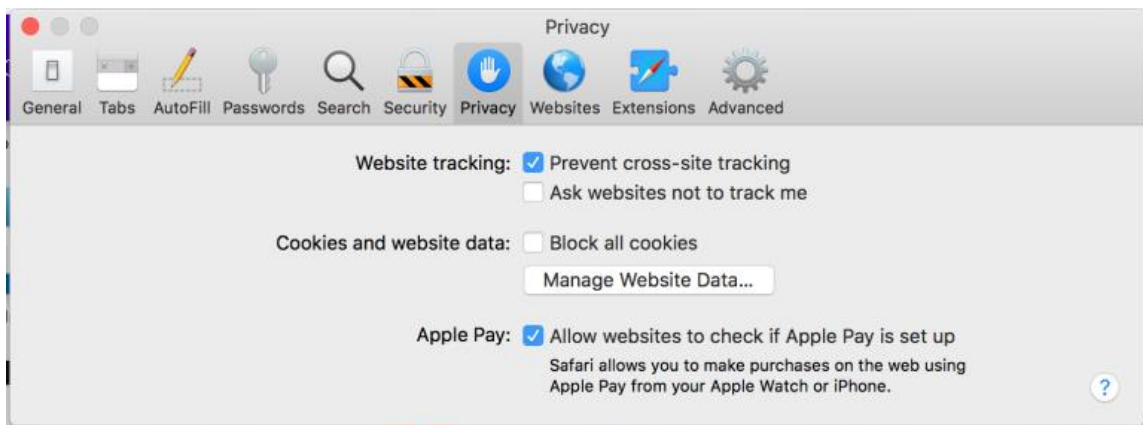 Privacy
General Tabs AutoFill Passwords Search Security Privacy Websites Extensions Advanced
Website tracking: Prevent cross-site tracking
Ask websites not to track me
Cookies and website data: Block all cookies
Manage Website Data...
Apple Pay: Allow websites to check if Apple Pay is set up
Safari allows you to make purchases on the web using
Apple Pay from your Apple Watch or iPhone.
?